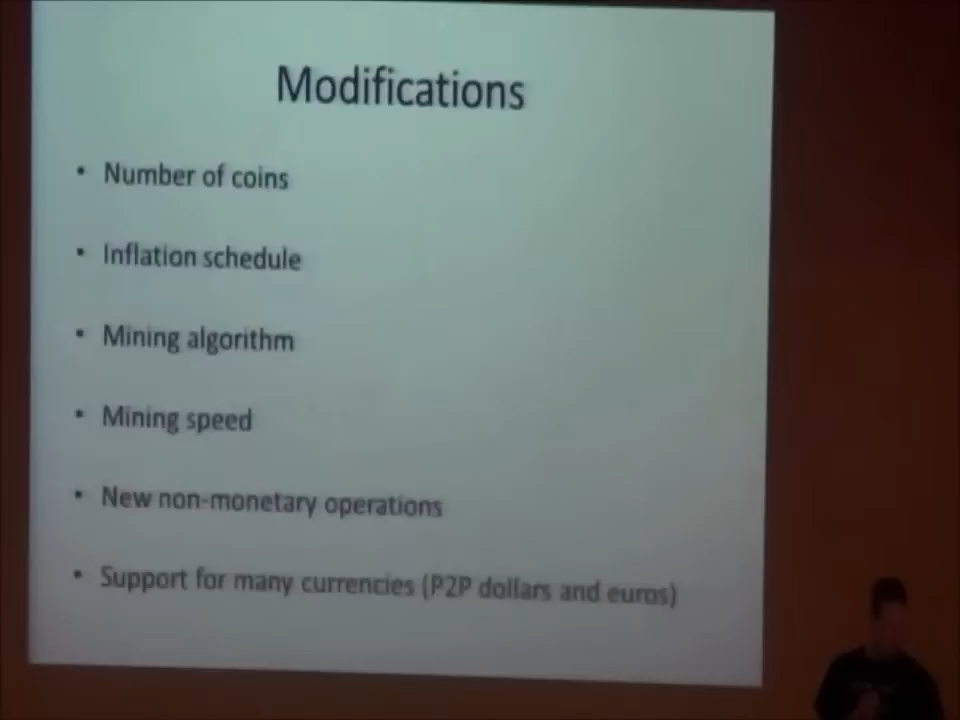 Modifications
• Number of coins
• Inflation schedule
• Mining algorithm
• Mining speed
• New non-monetary operations
• Support for many currencies (P2P dollars and euros)